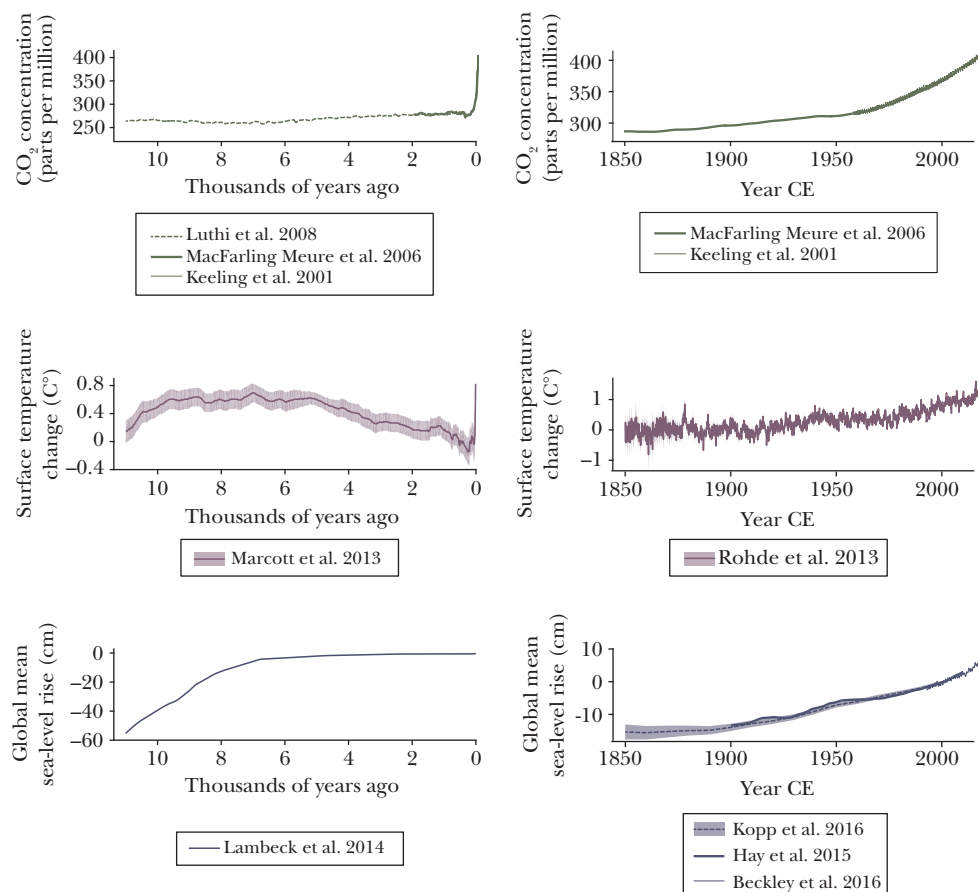 CO₂ concentration
(parts per million)
400
350
300
250
10
8
6
4
2
0
Thousands of years ago
Luthi et al. 2008
MacFarling Meure et al. 2006
Keeling et al. 2001
CO₂ concentration
(parts per million)
400
350
300
1850
1900
1950
2000
Year CE
MacFarling Meure et al. 2006
Keeling et al. 2001
Surface temperature
change (C°)
0.8
0.4
0
−0.4
10
8
6
4
2
0
Thousands of years ago
Marcott et al. 2013
Surface temperature
change (C°)
1
0
−1
1850
1900
1950
2000
Year CE
Rohde et al. 2013
Global mean
sea-level rise (cm)
0
−20
−40
−60
10
8
6
4
2
0
Thousands of years ago
Lambeck et al. 2014
Global mean
sea-level rise (cm)
10
0
−10
1850
1900
1950
2000
Year CE
Kopp et al. 2016
Hay et al. 2015
Beckley et al. 2016